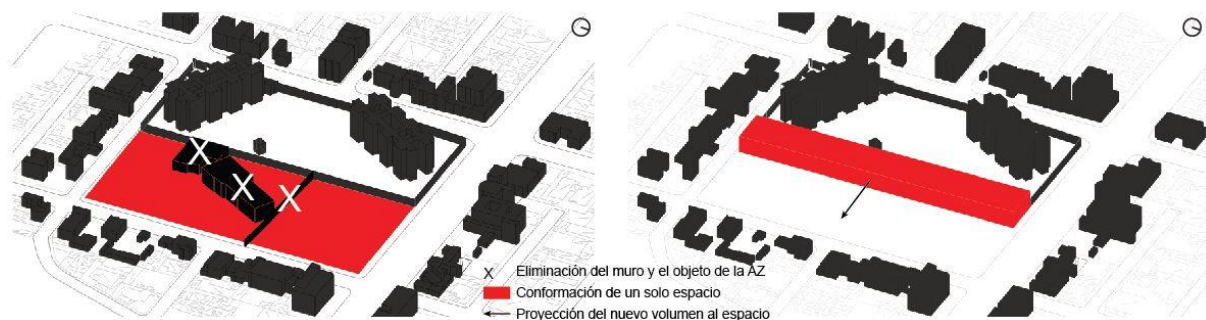 X Eliminación del muro y el objeto de la AZ
Conformación de un solo espacio
Proyección del nuevo volumen al espacio